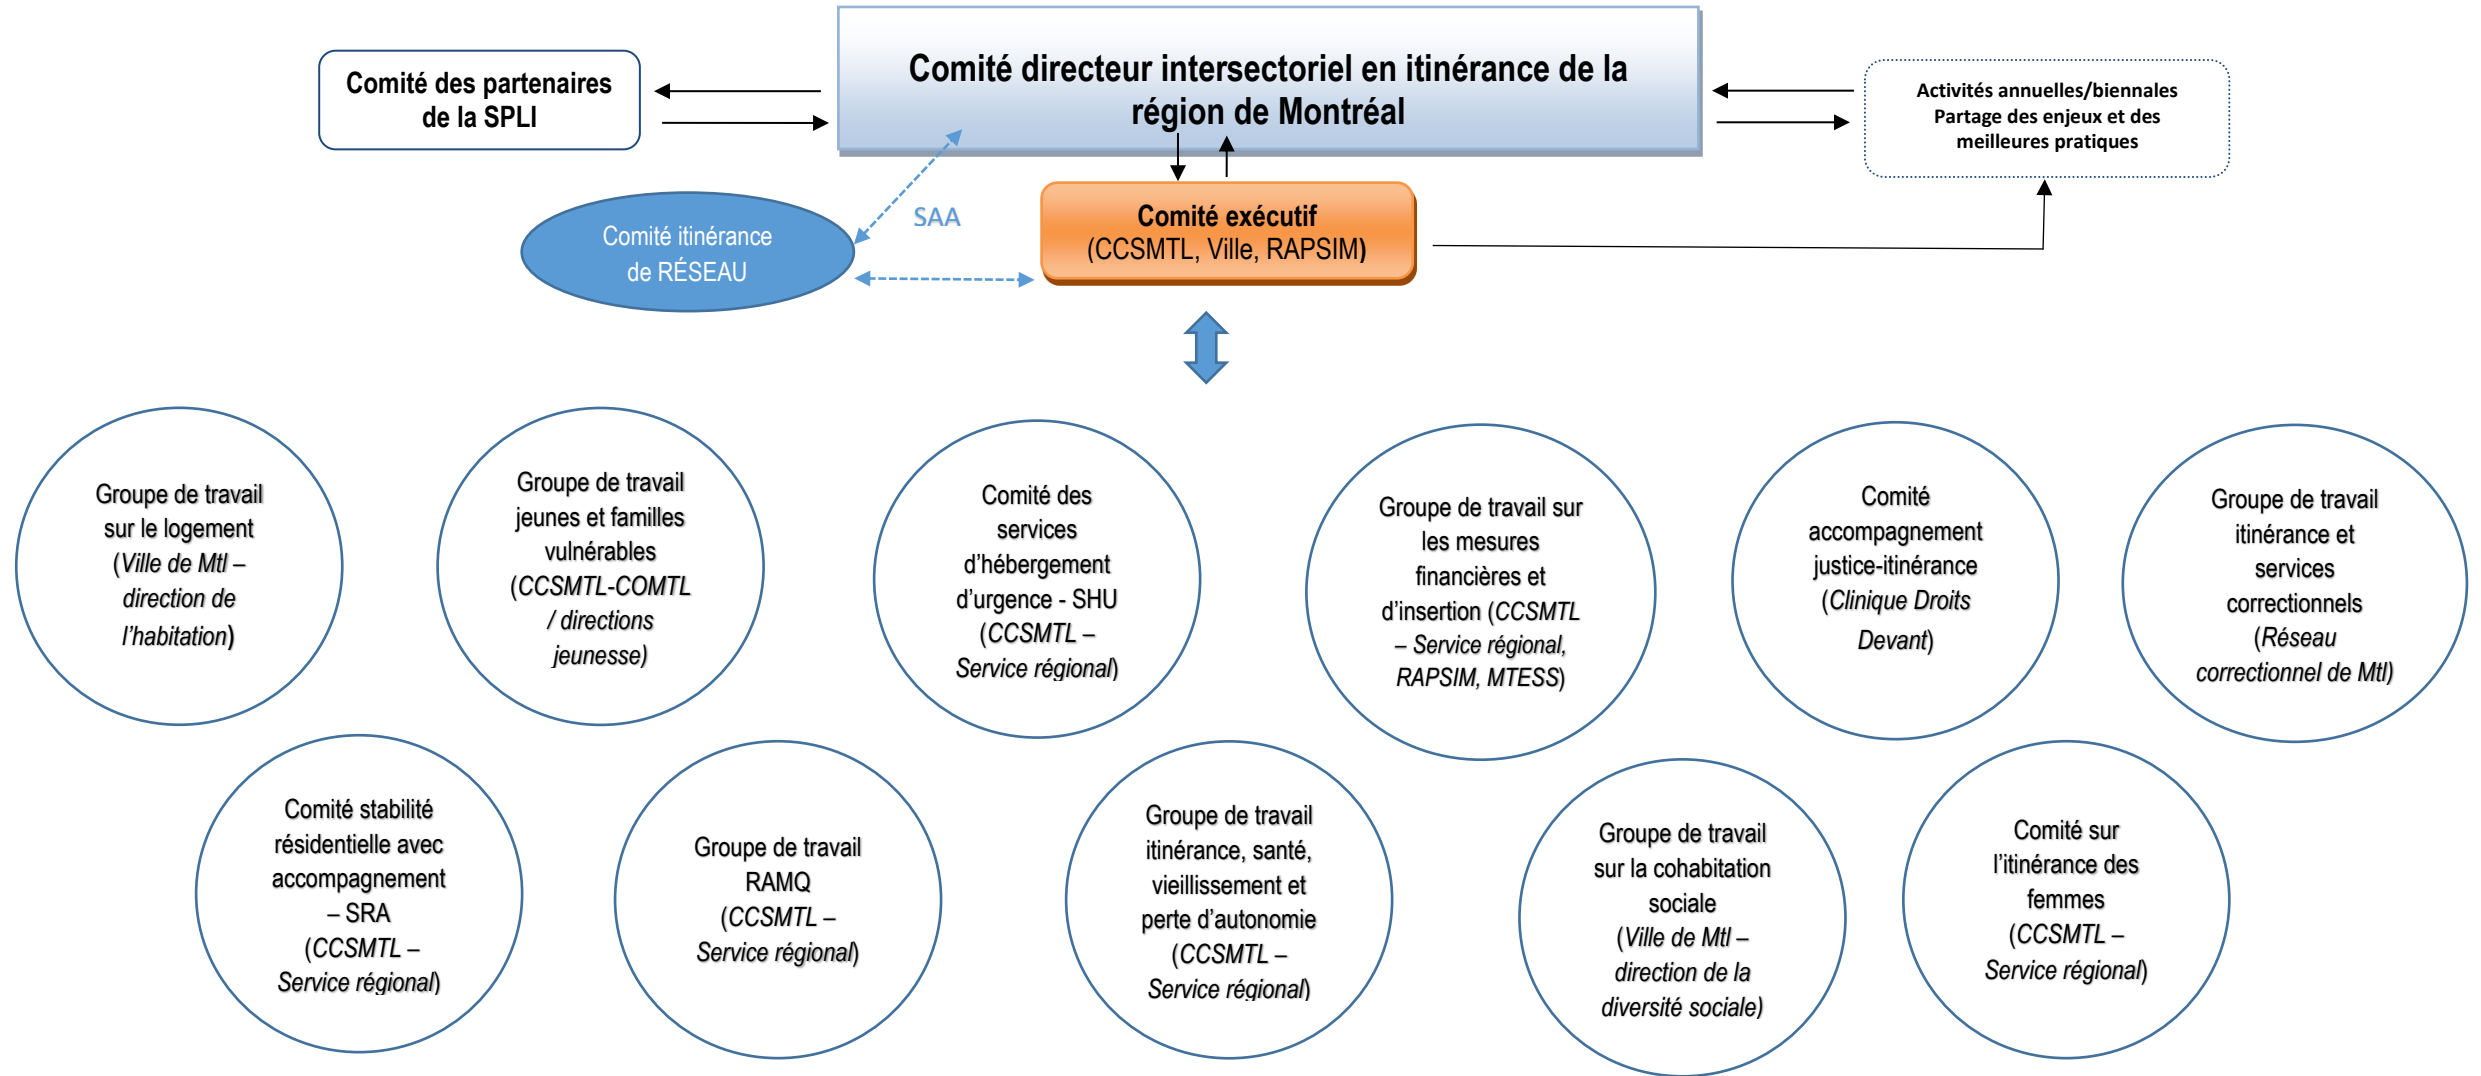 Comité directeur intersectoriel en itinérance de la
région de Montréal
Comité des partenaires
de la SPLI
Activités annuelles/biennales
Partage des enjeux et des
meilleures pratiques
Comité itinérance
de RÉSEAU
SAA
Comité exécutif
(CCSMTL, Ville, RAPSIM)
Groupe de travail
sur le logement
(Ville de Mtl –
direction de
l’habitation)
Groupe de travail
jeunes et familles
vulnérables
(CCSMTL-COMTL
/ directions
jeunesse)
Comité des
services
d’hébergement
d’urgence - SHU
(CCSMTL –
Service régional)
Groupe de travail sur
les mesures
financières et
d’insertion (CCSMTL
– Service régional,
RAPSIM, MTESS)
Comité
accompagnement
justice-itinérance
(Clinique Droits
Devant)
Groupe de travail
itinérance et
services
correctionnels
(Réseau
correctionnel de Mtl)
Comité stabilité
résidentielle avec
accompagnement
– SRA
(CCSMTL –
Service régional)
Groupe de travail
RAMQ
(CCSMTL –
Service régional)
Groupe de travail
itinérance, santé,
vieillissement et
perte d’autonomie
(CCSMTL –
Service régional)
Groupe de travail
sur la cohabitation
sociale
(Ville de Mtl –
direction de la
diversité sociale)
Comité sur
l’itinérance des
femmes
(CCSMTL –
Service régional)